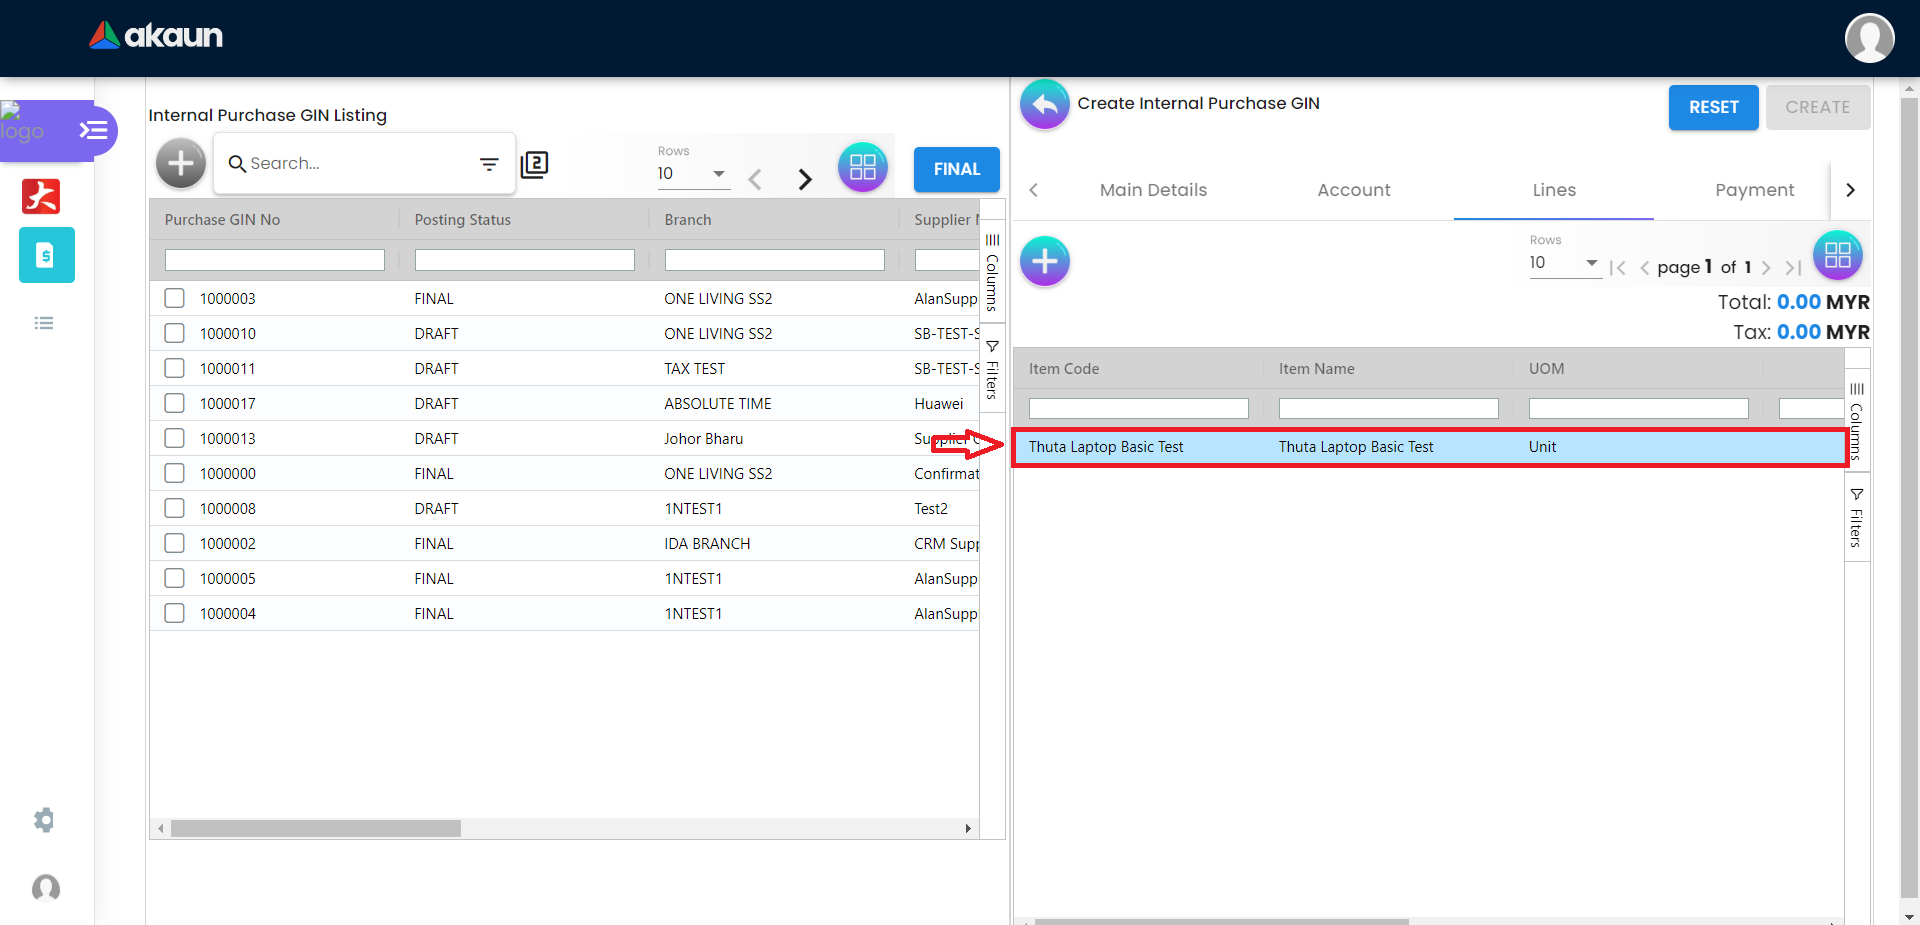 akaun
logo
Internal Purchase GIN Listing
Search...
2
Rows
10
FINAL
Purchase GIN No Posting Status Branch Supplier N
1000003 FINAL ONE LIVING SS2 AlanSupp
1000010 DRAFT ONE LIVING SS2 SB-TEST-S
1000011 DRAFT TAX TEST SB-TEST-S
1000017 DRAFT ABSOLUTE TIME Huawei
1000013 DRAFT Johor Bharu Supplier C
1000000 FINAL ONE LIVING SS2 Confirmat
1000008 DRAFT 1NTEST1 Test2
1000002 FINAL IDA BRANCH CRM Supp
1000005 FINAL 1NTEST1 AlanSupp
1000004 FINAL 1NTEST1 AlanSupp
Columns
Filters
Create Internal Purchase GIN
RESET
CREATE
Main Details Account Lines Payment
Rows
10
page 1 of 1
Total: 0.00 MYR
Tax: 0.00 MYR
Item Code Item Name UOM
Thuta Laptop Basic Test Thuta Laptop Basic Test Unit
Columns
Filters